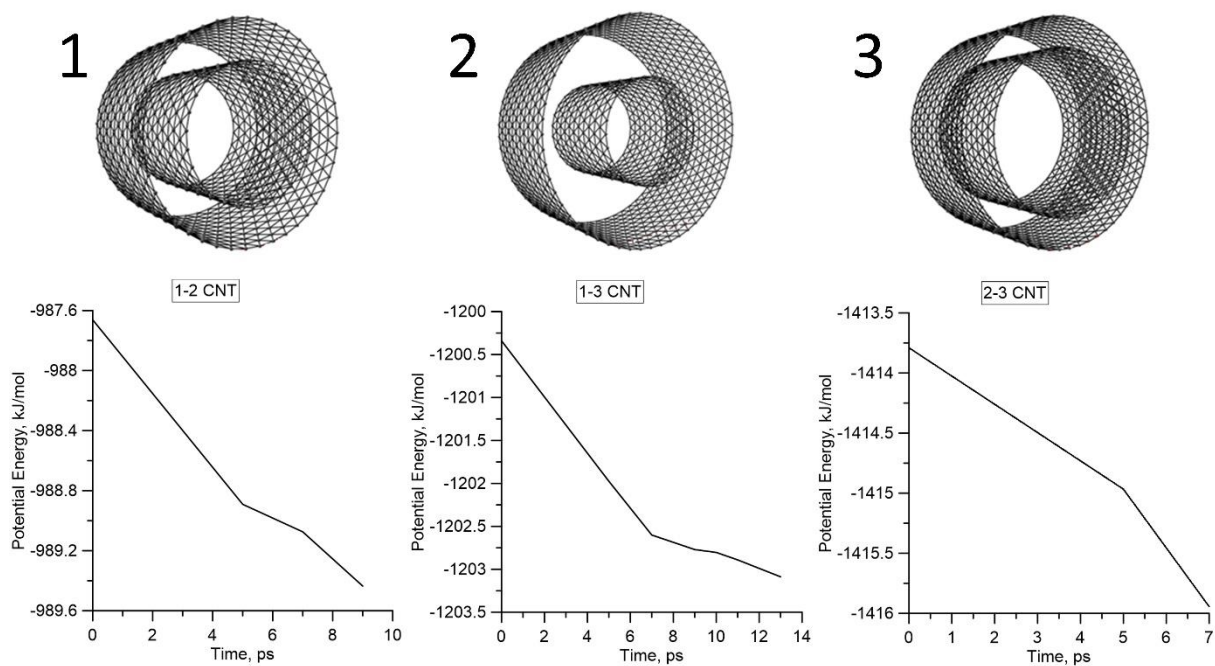 1
2
3
1-2 CNT
-987.6
-988
-988.4
-988.8
-989.2
-989.6
Potential Energy, kJ/mol
0 2 4 6 8 10
Time, ps
1-3 CNT
-1200
-1200.5
-1201
-1201.5
-1202
-1202.5
-1203
-1203.5
Potential Energy, kJ/mol
0 2 4 6 8 10 12 14
Time, ps
2-3 CNT
-1413.5
-1414
-1414.5
-1415
-1415.5
-1416
Potential Energy, kJ/mol
0 1 2 3 4 5 6 7
Time, ps